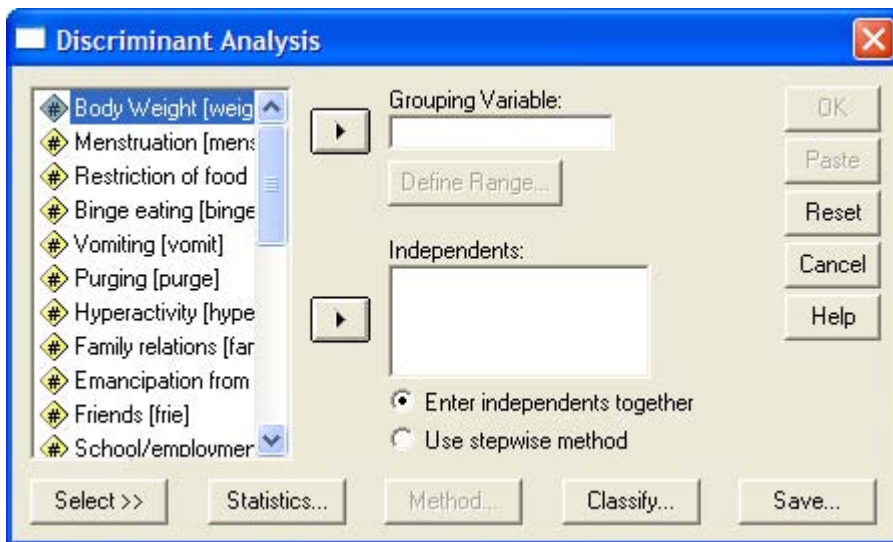 Discriminant Analysis
Body Weight [weig
Menstruation [mens
Restriction of food
Binge eating [binge
Vomiting [vomit]
Purging [purge]
Hyperactivity [hype
Family relations [far
Emancipation from
Friends [frie]
School/employmer
Grouping Variable:
Define Range...
Independents:
Enter independents together
Use stepwise method
OK
Paste
Reset
Cancel
Help
Select >>
Statistics...
Method...
Classify...
Save...